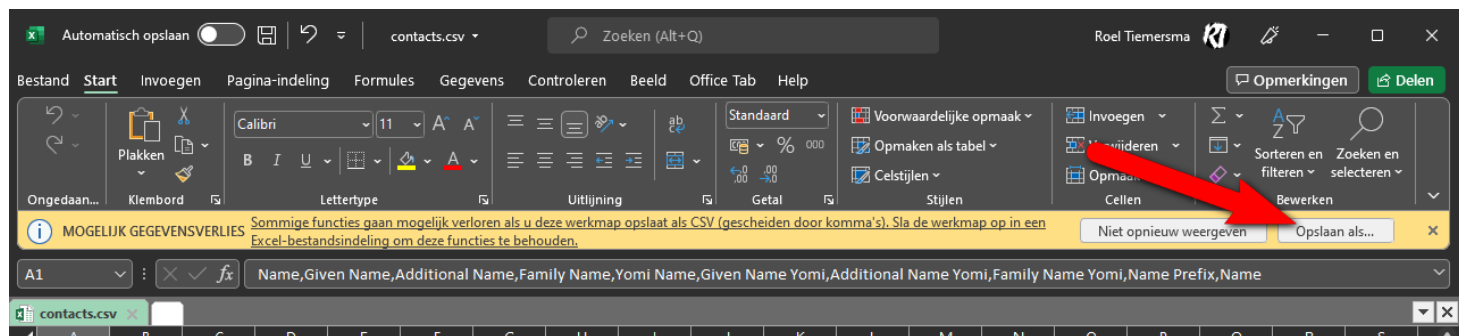 Automatisch opslaan contacts.csv Zoeken (Alt+Q) Roel Tiemersma
Bestand Start Invoegen Pagina-indeling Formules Gegevens Controleren Beeld Office Tab Help Opmerkingen Delen
Plakken
Calibri 11
B I U A
Standaard
% 000
Voorwaardelijke opmaak
Opmaken als tabel
Celstijlen
Invoegen
Sorteren en filteren
Zoeken en selecteren
Ongedaan... Klembord Lettertype Uitlijning Getal Stijlen Cellen Bewerken
MOGELIJK GEGEVENSVERLIES Sommige functies gaan mogelijk verloren als u deze werkmap opslaat als CSV (gescheiden door komma's). Sla de werkmap op in een
Excel-bestandsindeling om deze functies te behouden.
Niet opnieuw weergeven Opslaan als...
A1 fx Name,Given Name,Additional Name,Family Name,Yomi Name,Given Name Yomi,Additional Name Yomi,Family Name Yomi,Name Prefix,Name
contacts.csv